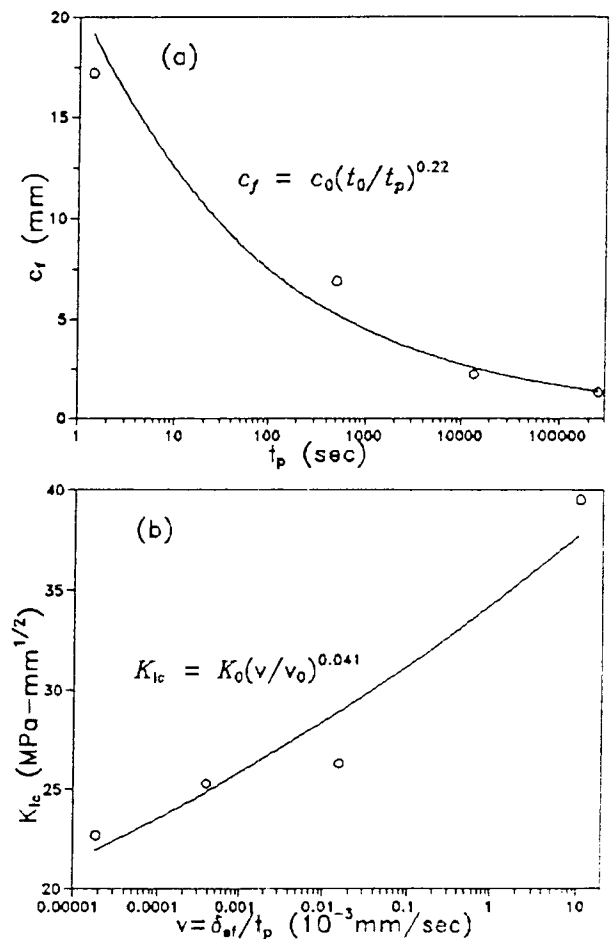 20
(a)
15
c_f = c_0(t_0/t_p)^0.22
10
c_f (mm)
5
0
1 10 100 1000 10000 100000
t_p (sec)
40
(b)
35
K_Ic = K_0(v/v_0)^0.041
30
K_Ic (MPa-mm^1/2)
25
20
0.00001 0.0001 0.001 0.01 0.1 1 10
v=δ_ef/t_p (10^-3 mm/sec)